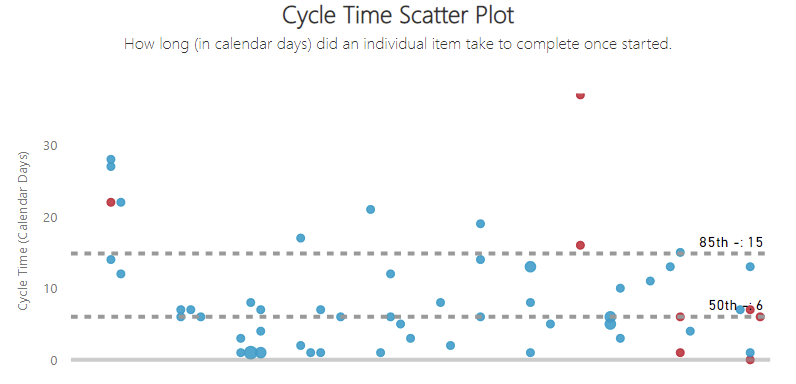 Cycle Time Scatter Plot
How long (in calendar days) did an individual item take to complete once started.
Cycle Time (Calendar Days)
30
20
10
0
85th -: 15
50th -: 6